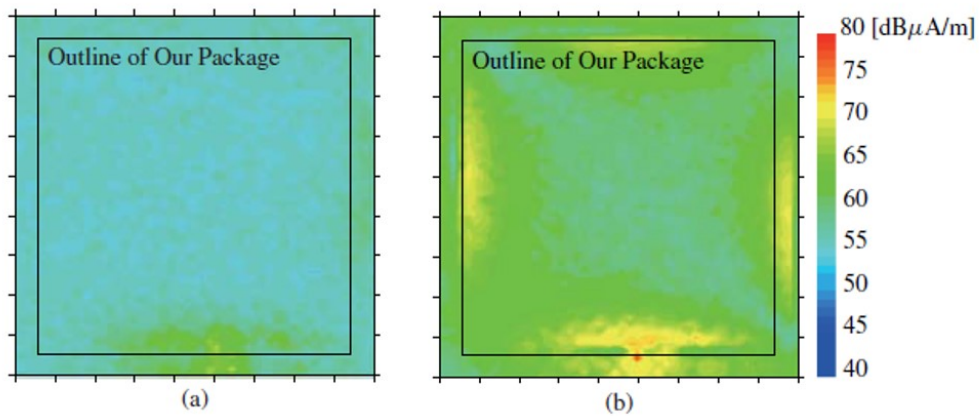 Outline of Our Package
(a)
Outline of Our Package
(b)
80 [dBμA/m]
75
70
65
60
55
50
45
40